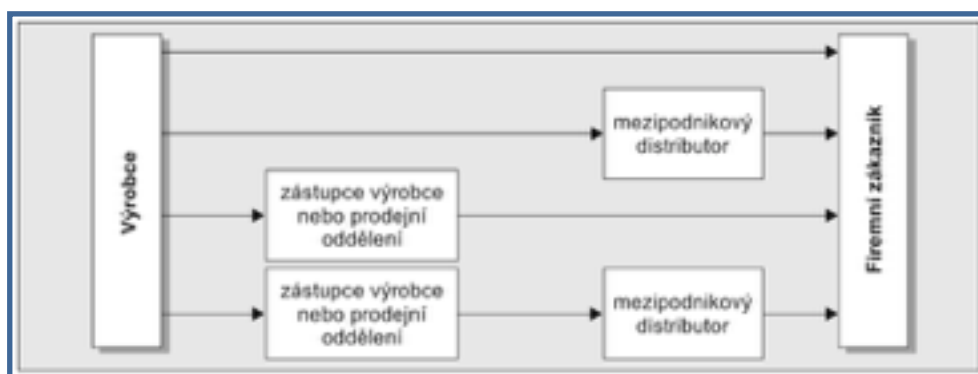 Výrobce
mezipodnikový
distributor
zástupce výrobce
nebo prodejní
oddělení
zástupce výrobce
nebo prodejní
oddělení
mezipodnikový
distributor
Firemní zákazník